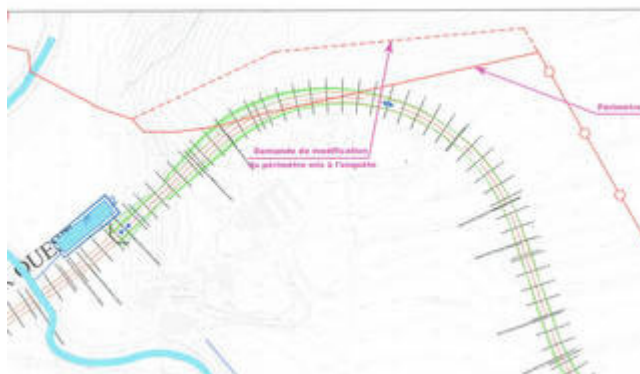 Périmètre
Demande de modification
du périmètre mis à l'enquête
OUES